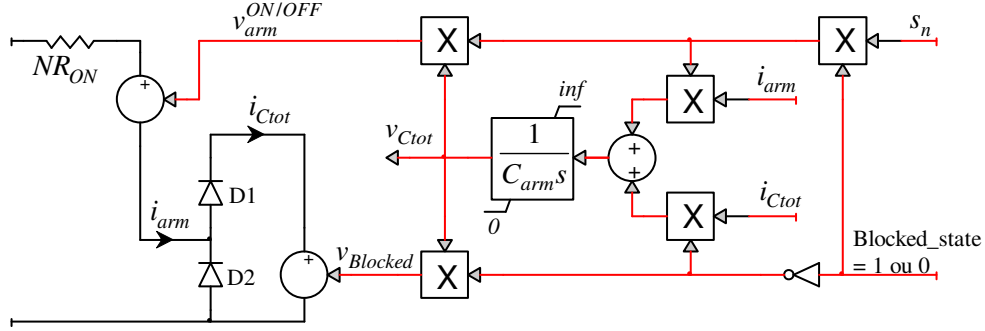 v_arm^ON/OFF
s_n
X
X
NR_ON
+
inf
X
i_arm
i_Ctot
v_Ctot
1
C_arm s
+
+
D1
i_arm
0
X
i_Ctot
D2
+
v_Blocked
X
Blocked_state
= 1 ou 0